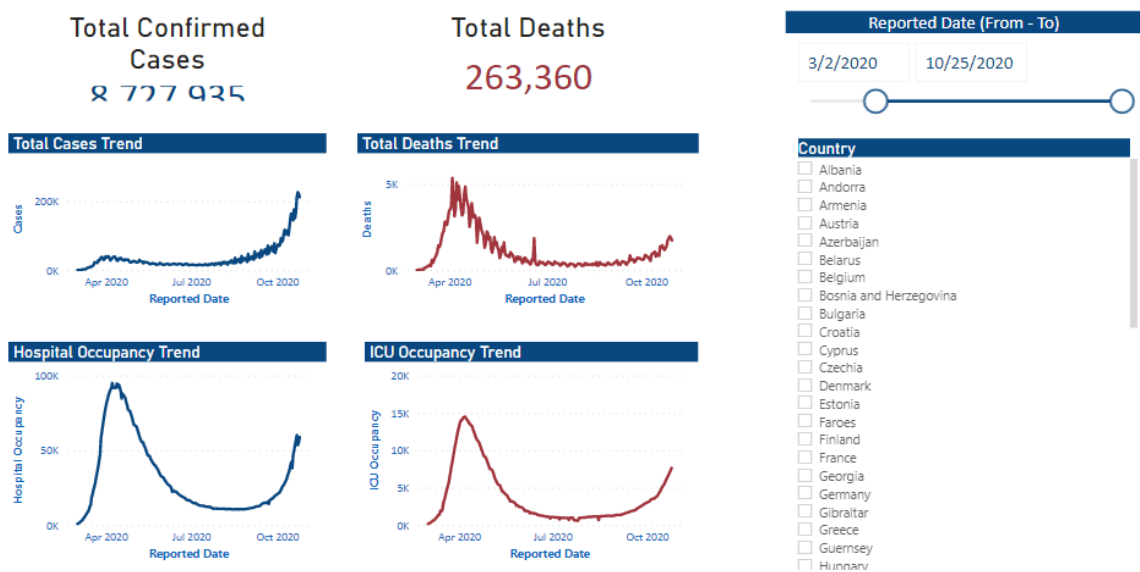 Total Confirmed
Cases
8,727,935
Total Deaths
263,360
Reported Date (From - To)
3/2/2020
10/25/2020
Total Cases Trend
200K
0K
Cases
Apr 2020
Jul 2020
Oct 2020
Reported Date
Total Deaths Trend
5K
0K
Deaths
Apr 2020
Jul 2020
Oct 2020
Reported Date
Hospital Occupancy Trend
100K
50K
0K
Hospital Occupancy
Apr 2020
Jul 2020
Oct 2020
Reported Date
ICU Occupancy Trend
20K
15K
10K
5K
0K
ICU Occupancy
Apr 2020
Jul 2020
Oct 2020
Reported Date
Country
Albania
Andorra
Armenia
Austria
Azerbaijan
Belarus
Belgium
Bosnia and Herzegovina
Bulgaria
Croatia
Cyprus
Czechia
Denmark
Estonia
Faroes
Finland
France
Georgia
Germany
Gibraltar
Greece
Guernsey
Hungary